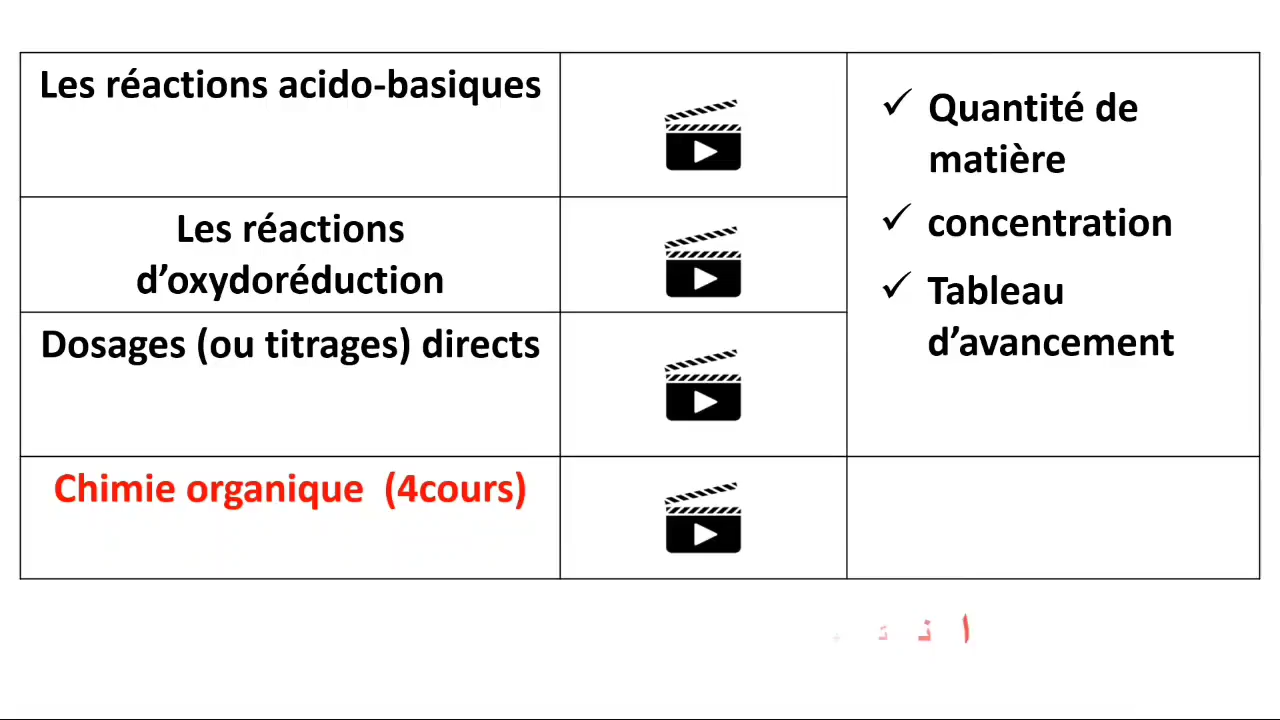 Les réactions acido-basiques
Quantité de
matière
concentration
Tableau
d’avancement
Les réactions
d’oxydoréduction
Dosages (ou titrages) directs
Chimie organique (4cours)